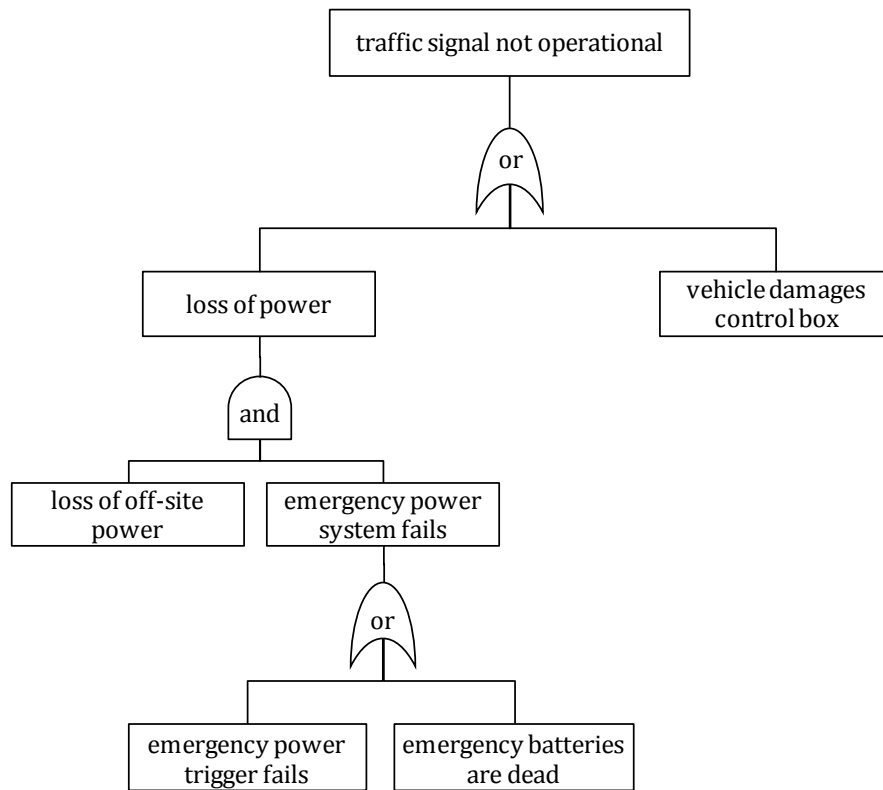 traffic signal not operational
or
loss of power
vehicle damages
control box
and
loss of off-site
power
emergency power
system fails
or
emergency power
trigger fails
emergency batteries
are dead